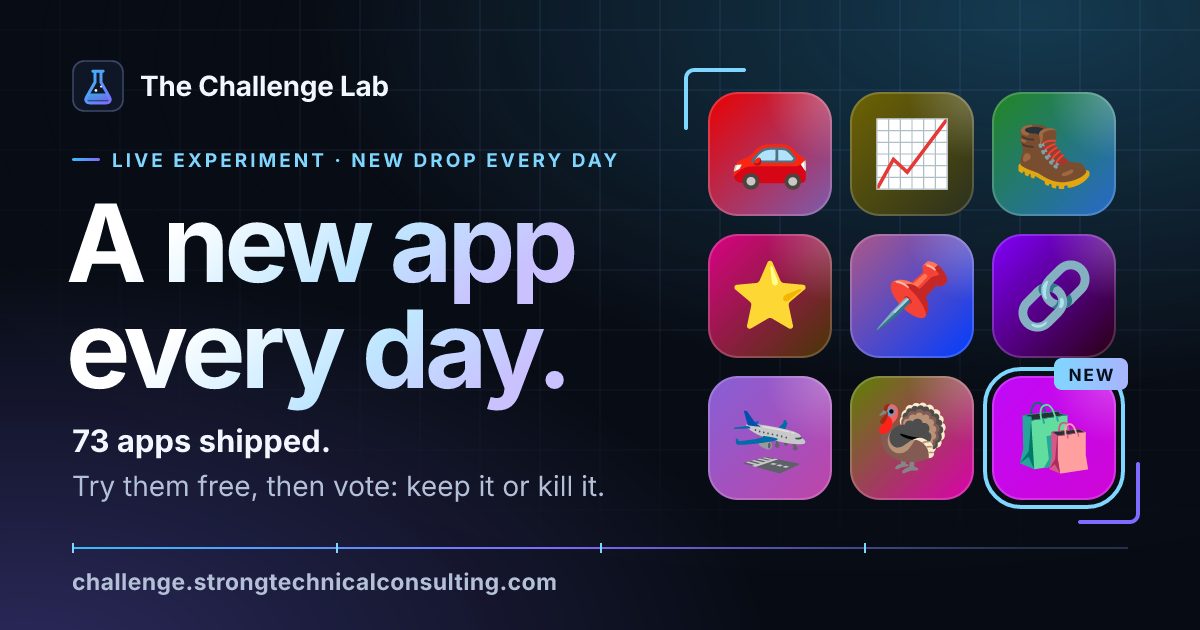 The Challenge Lab
LIVE EXPERIMENT · NEW DROP EVERY DAY
A new app
every day.
73 apps shipped.
Try them free, then vote: keep it or kill it.
NEW
challenge.strongtechnicalconsulting.com